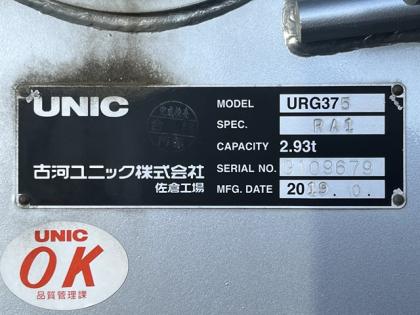 UNIC
MODEL URG375
SPEC. RA1
CAPACITY 2.93t
SERIAL NO.
MFG. DATE 2019.
古河ユニック株式会社
佐倉工場
UNIC
OK
品質管理課